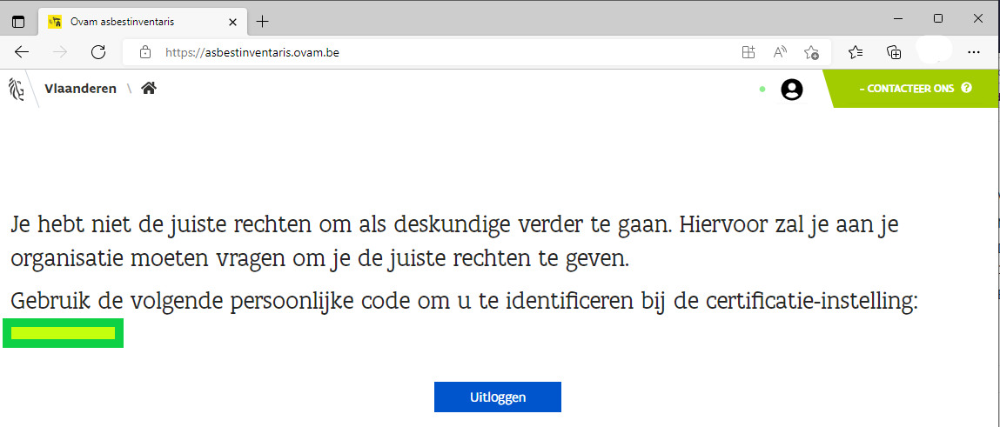 Ovam asbestinventaris
https://asbestinventaris.ovam.be
Vlaanderen \
- CONTACTEER ONS ?
Je hebt niet de juiste rechten om als deskundige verder te gaan. Hiervoor zal je aan je
organisatie moeten vragen om je de juiste rechten te geven.
Gebruik de volgende persoonlijke code om u te identificeren bij de certificatie-instelling:
Uitloggen